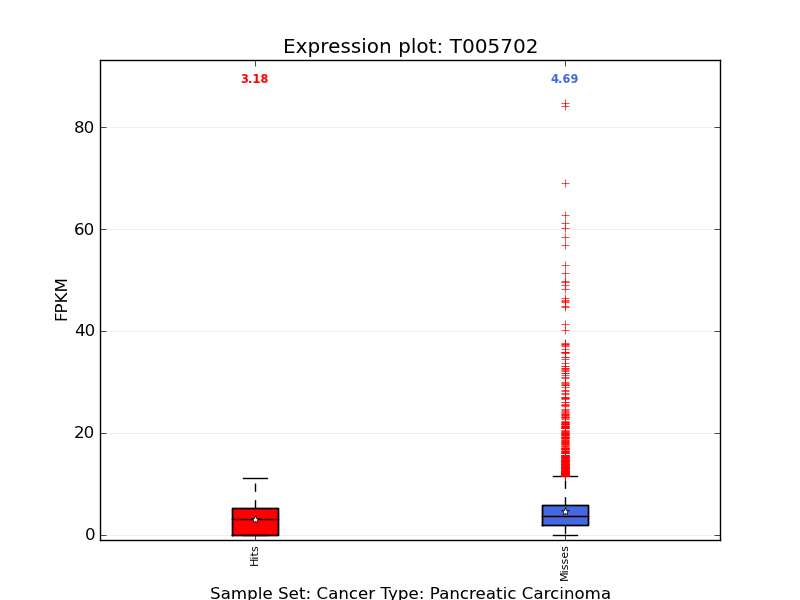 Expression plot: T005702
3.18
4.69
80
60
40
20
0
FPKM
Hits
Misses
Sample Set: Cancer Type: Pancreatic Carcinoma